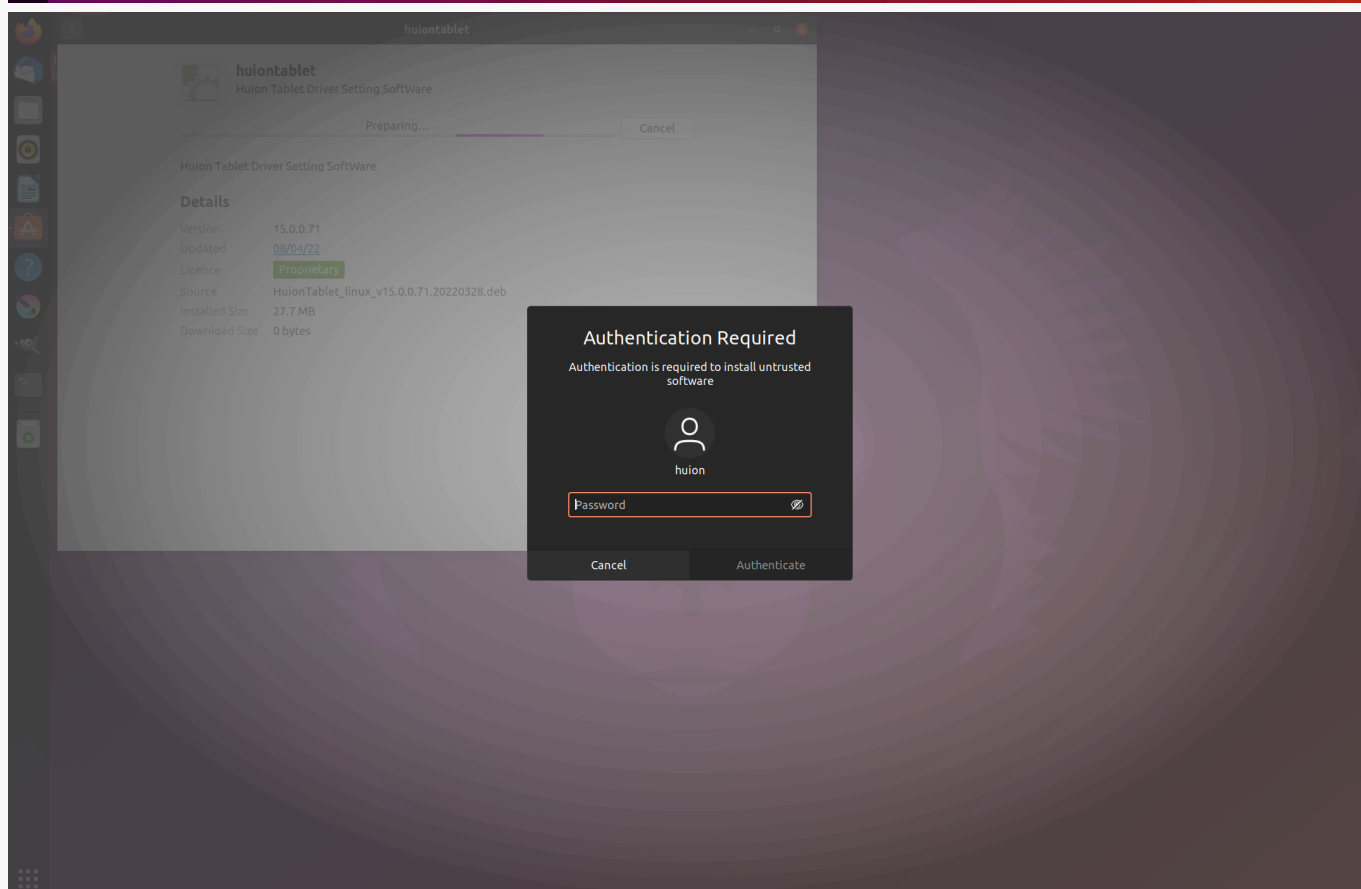 huiontablet
huiontablet
Huion Tablet Driver Setting SoftWare
Preparing…
Cancel
Huion Tablet Driver Setting SoftWare
Details
Version 15.0.0.71
Updated 08/04/22
Licence Proprietary
Source HuionTablet_linux_v15.0.0.71.20220328.deb
Installed Size 27.7 MB
Download Size 0 bytes
Authentication Required
Authentication is required to install untrusted
software
huion
Password
Cancel Authenticate